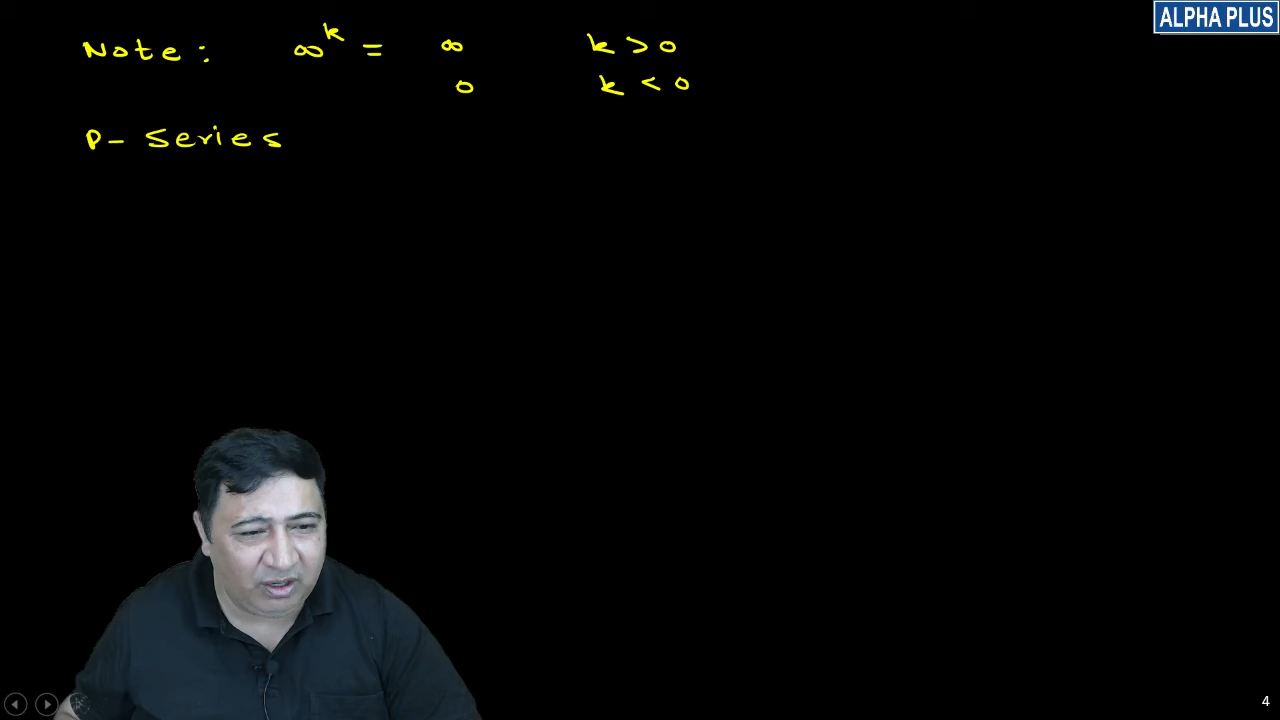 ALPHA PLUS
Note: ∞^k = ∞ k > 0
0 k < 0
P- Series
4